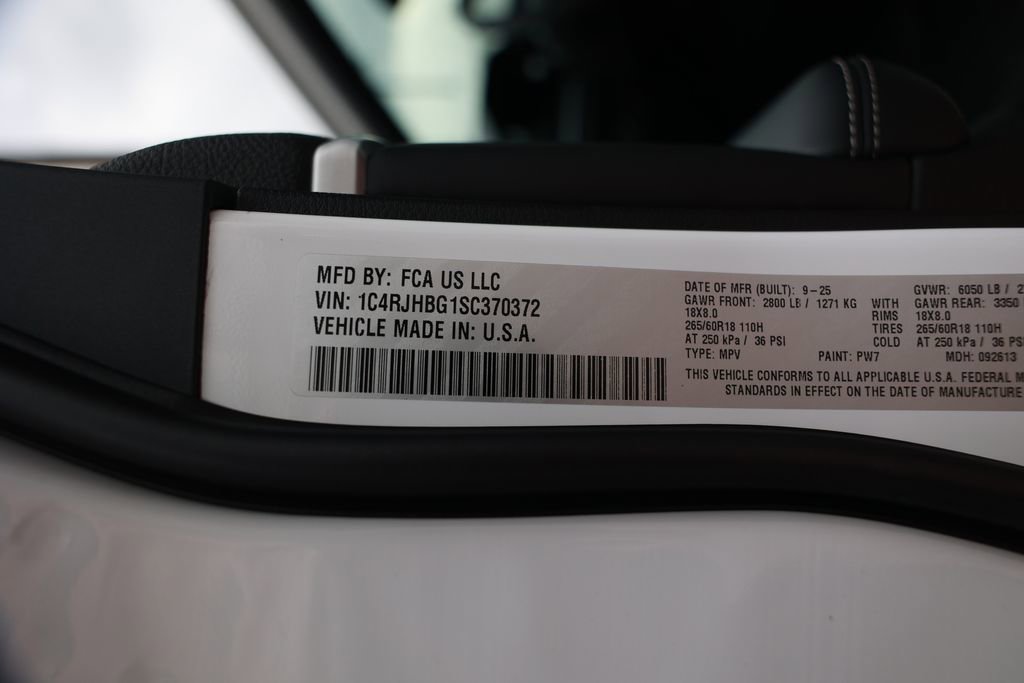 MFD BY: FCA US LLC
VIN: 1C4RJHBG1SC370372
VEHICLE MADE IN: U.S.A.
DATE OF MFR (BUILT): 9-25 GVWR: 6050 LB /
GAWR FRONT: 2800 LB / 1271 KG WITH GAWR REAR: 3350
18X8.0 RIMS 18X8.0
265/60R18 110H TIRES 265/60R18 110H
AT 250 kPa / 36 PSI COLD AT 250 kPa / 36 PSI
TYPE: MPV PAINT: PW7 MDH: 092613
THIS VEHICLE CONFORMS TO ALL APPLICABLE U.S.A. FEDERAL
STANDARDS IN EFFECT ON THE DATE OF MANUFACTURE